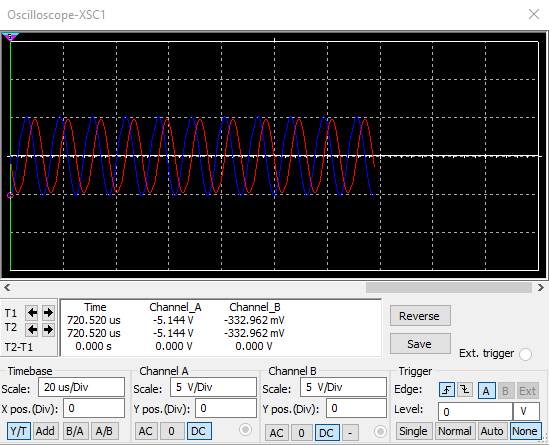 Oscilloscope-XSC1
T1
T2
T2-T1
Time Channel_A Channel_B
720.520 us -5.144 V -332.962 mV
720.520 us -5.144 V -332.962 mV
0.000 s 0.000 V 0.000 V
Reverse
Save
Ext. trigger
Timebase
Scale: 20 us/Div
X pos.(Div): 0
Y/T Add B/A A/B
Channel A
Scale: 5 V/Div
Y pos.(Div): 0
AC 0 DC
Channel B
Scale: 5 V/Div
Y pos.(Div): 0
AC 0 DC -
Trigger
Edge: A B Ext
Level: 0 V
Single Normal Auto None